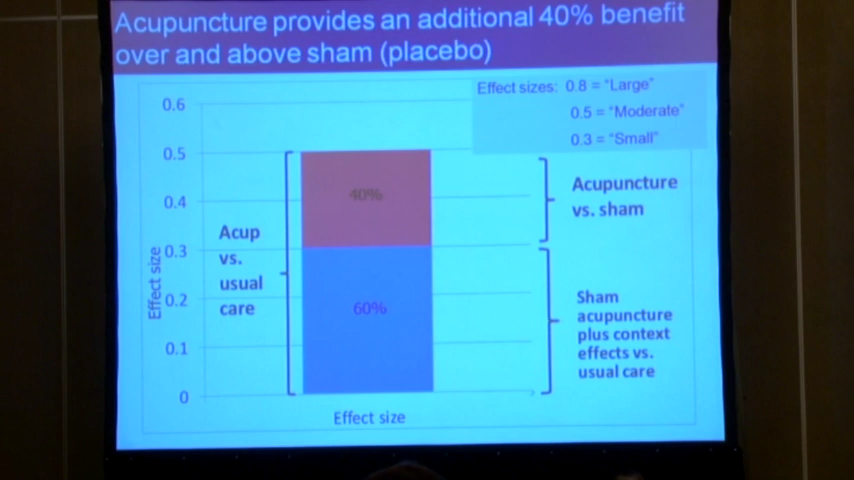 Acupuncture provides an additional 40% benefit
over and above sham (placebo)
Effect sizes: 0.8 = "Large"
0.5 = "Moderate"
0.3 = "Small"
0.6
0.5
0.4
0.3
0.2
0.1
0
Effect size
Acup
vs.
usual
care
40%
60%
Acupuncture
vs. sham
Sham
acupuncture
plus context
effects vs.
usual care
Effect size